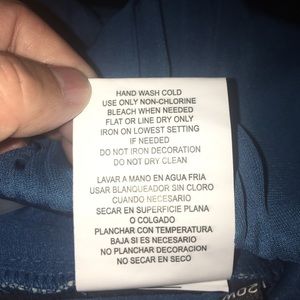 HAND WASH COLD
USE ONLY NON-CHLORINE
BLEACH WHEN NEEDED
FLAT OR LINE DRY ONLY
IRON ON LOWEST SETTING
IF NEEDED
DO NOT IRON DECORATION
DO NOT DRY CLEAN
LAVAR A MANO EN AGUA FRIA
USAR BLANQUEADOR SIN CLORO
CUANDO NECESARIO
SECAR EN SUPERFICIE PLANA
O COLGADO
PLANCHAR CON TEMPERATURA
BAJA SI ES NECESARIO
NO PLANCHAR DECORACION
NO SECAR EN SECO